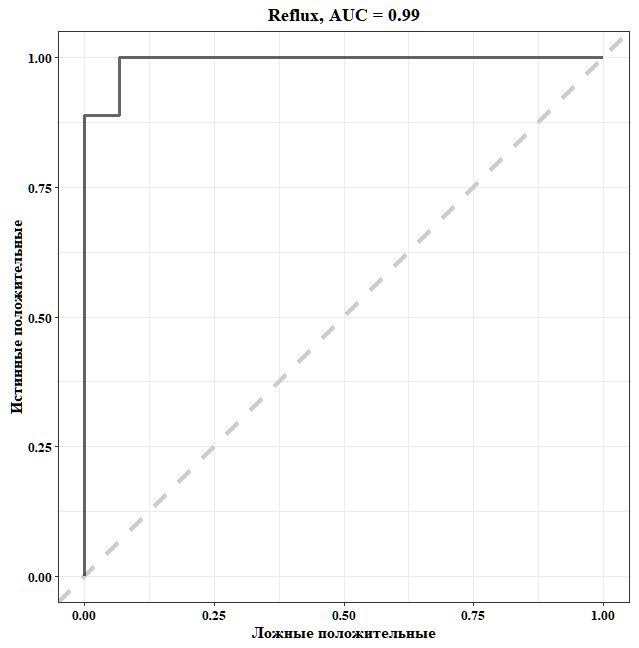 Reflux, AUC = 0.99
1.00
0.75
0.50
0.25
0.00
Истинные положительные
0.00 0.25 0.50 0.75 1.00
Ложные положительные